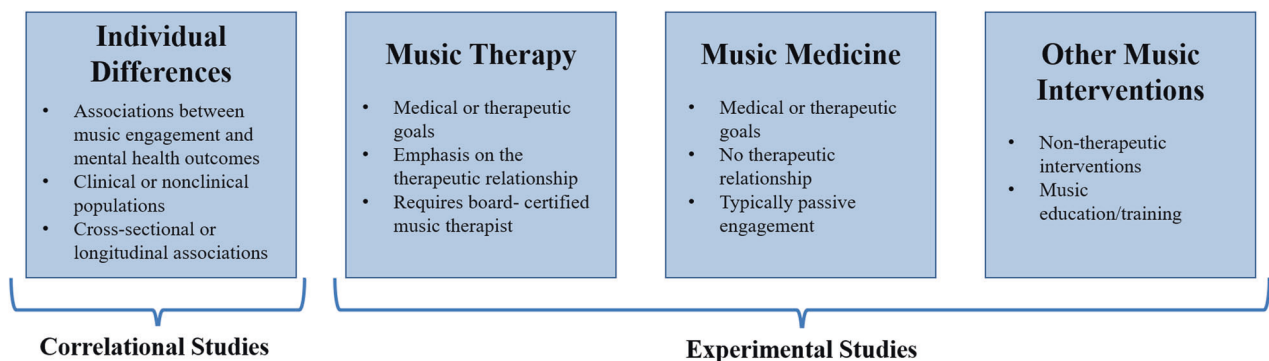 Individual
Differences
• Associations between
music engagement and
mental health outcomes
• Clinical or nonclinical
populations
• Cross-sectional or
longitudinal associations
Music Therapy
• Medical or therapeutic
goals
• Emphasis on the
therapeutic relationship
• Requires board- certified
music therapist
Music Medicine
• Medical or therapeutic
goals
• No therapeutic
relationship
• Typically passive
engagement
Other Music
Interventions
• Non-therapeutic
interventions
• Music
education/training
Correlational Studies
Experimental Studies